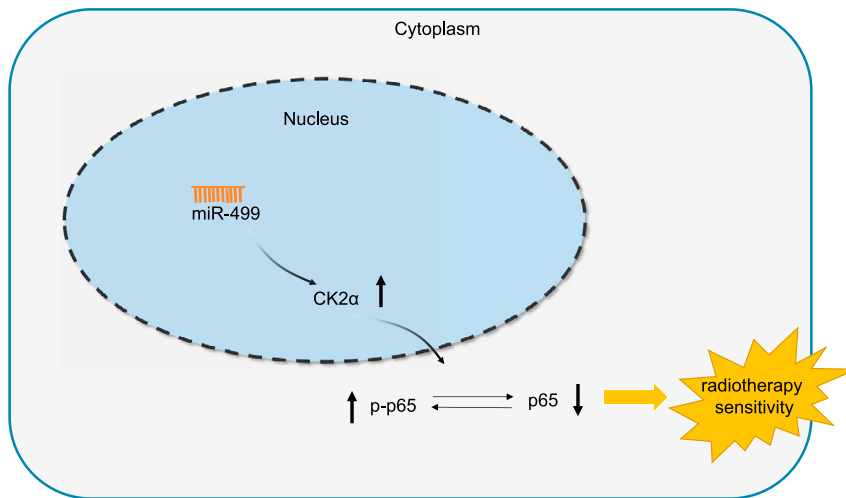 Cytoplasm
Nucleus
miR-499
CK2α
p-p65
p65
radiotherapy
sensitivity